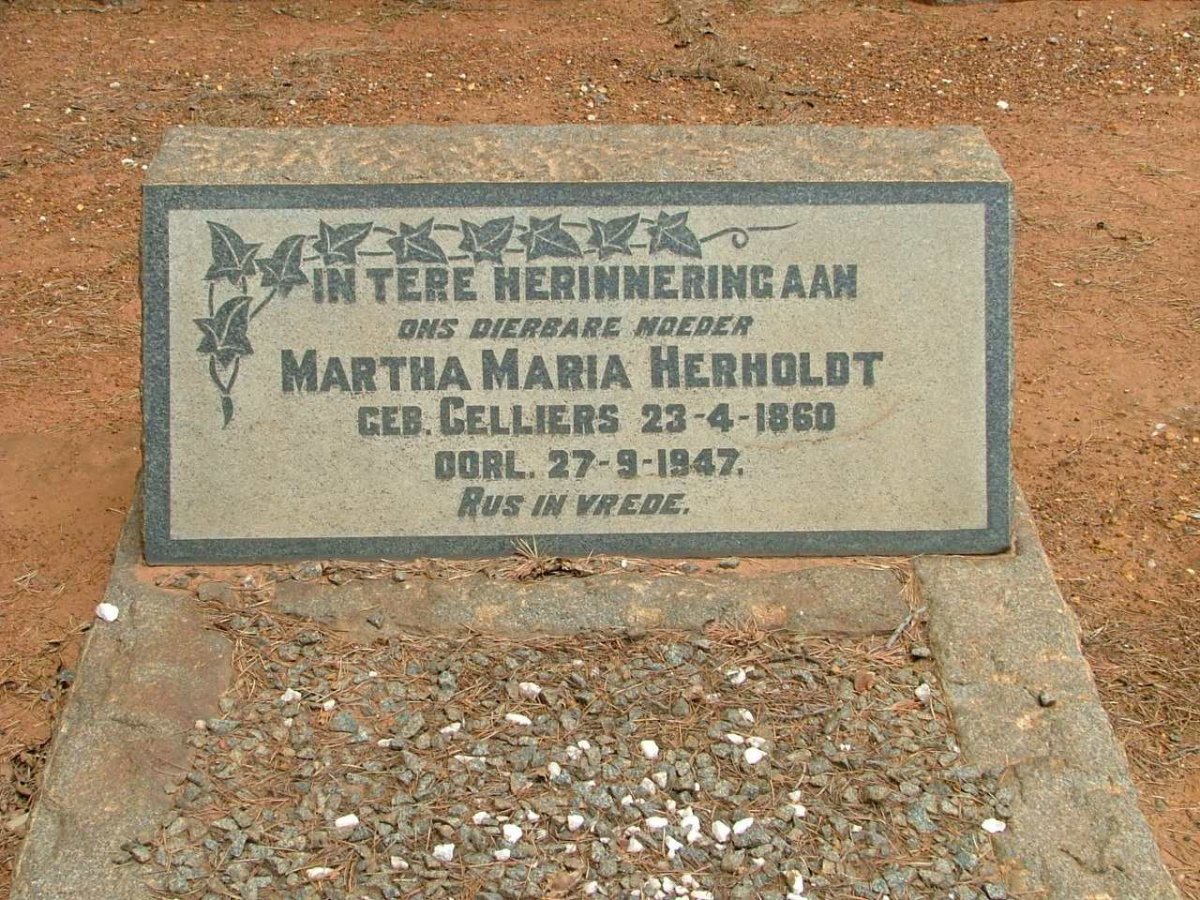 IN TERE HERINNERING AAN
ONS DIERBARE MOEDER
MARTHA MARIA HERHOLDT
GEB. CELLIERS 23-4-1860
OORL. 27-9-1947.
RUS IN VREDE.